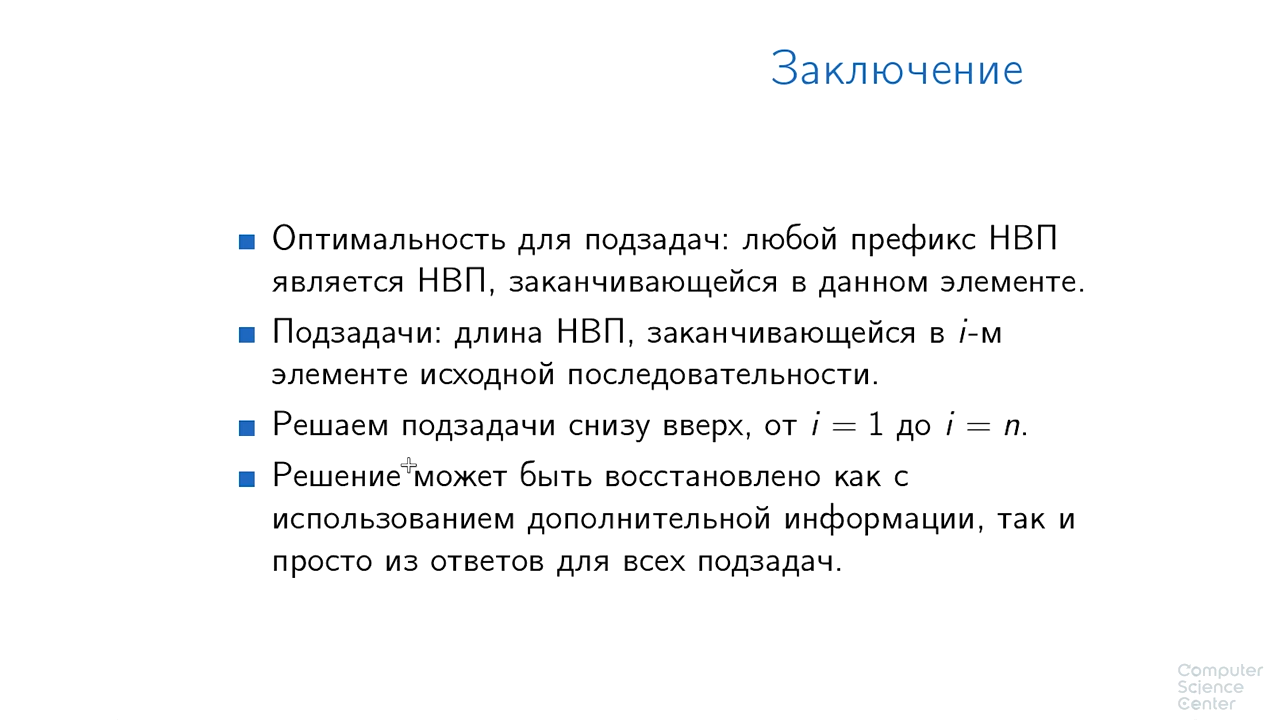 Заключение
Оптимальность для подзадач: любой префикс НВП
является НВП, заканчивающейся в данном элементе.
Подзадачи: длина НВП, заканчивающейся в i-м
элементе исходной последовательности.
Решаем подзадачи снизу вверх, от i = 1 до i = n.
Решение может быть восстановлено как с
использованием дополнительной информации, так и
просто из ответов для всех подзадач.
Computer
Science
Center